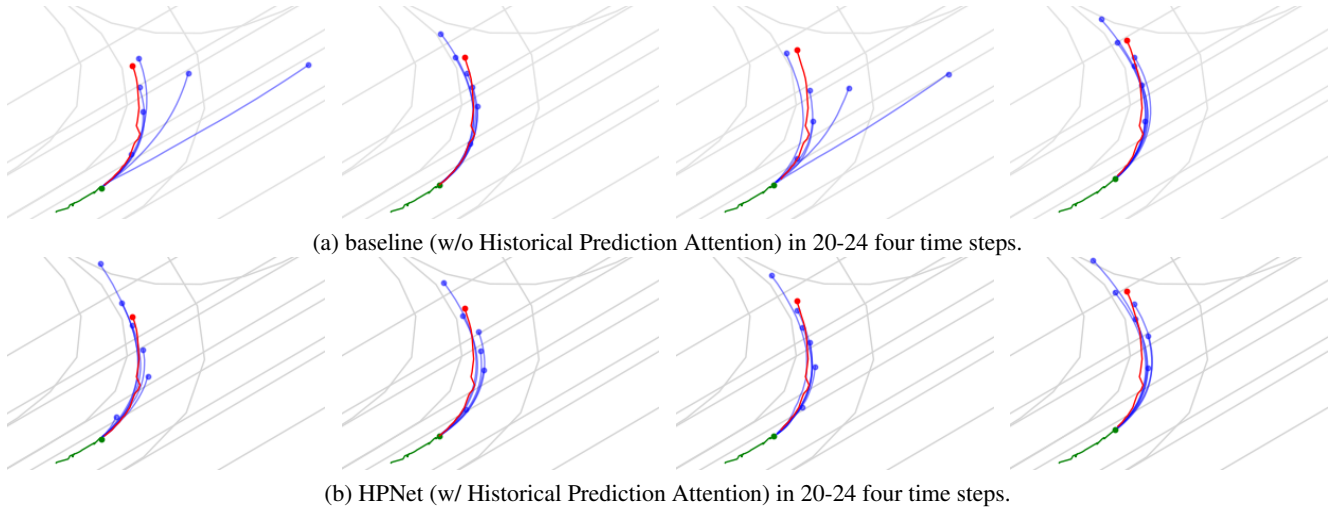 (a) baseline (w/o Historical Prediction Attention) in 20-24 four time steps.
(b) HPNet (w/ Historical Prediction Attention) in 20-24 four time steps.